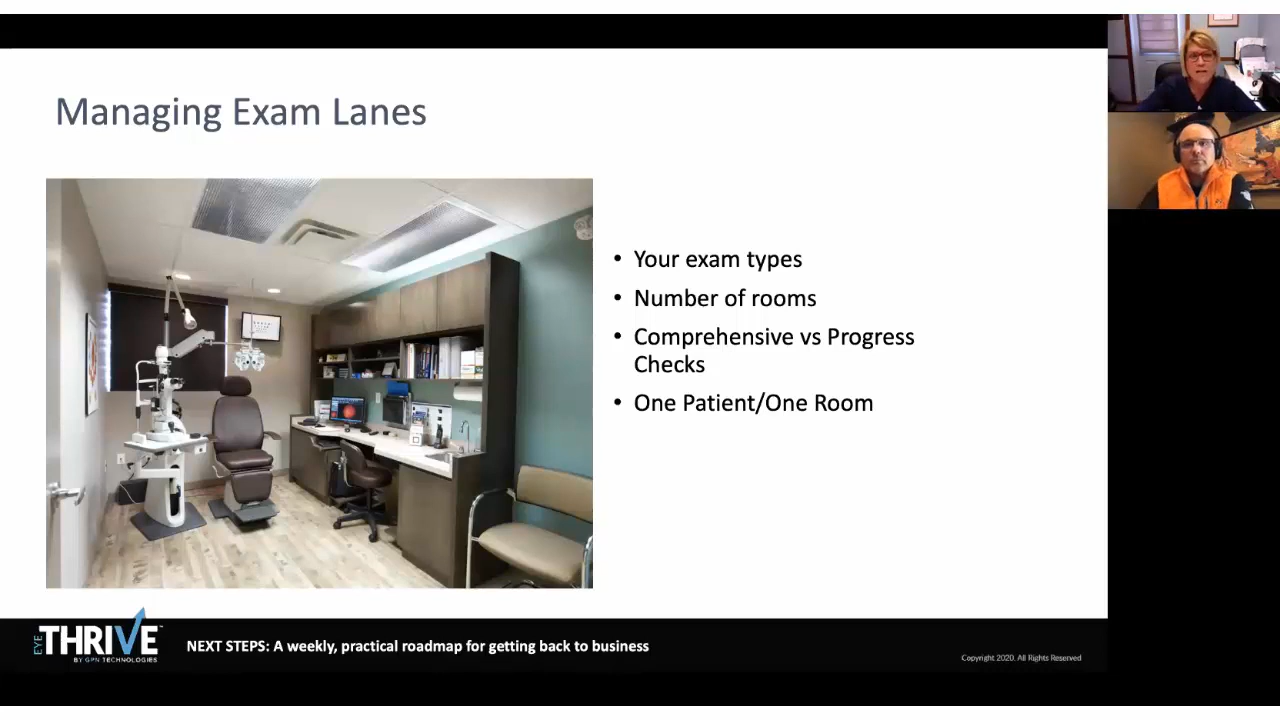 Managing Exam Lanes
• Your exam types
• Number of rooms
• Comprehensive vs Progress
Checks
• One Patient/One Room
EYE THRIVE™
BY GPN TECHNOLOGIES
NEXT STEPS: A weekly, practical roadmap for getting back to business
Copyright 2020. All Rights Reserved